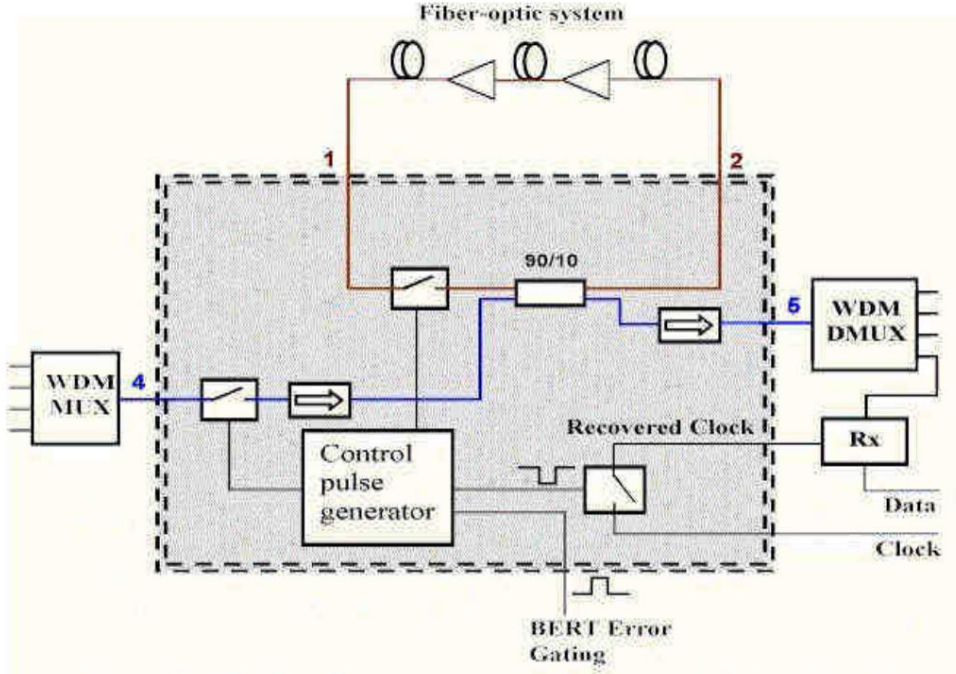 Fiber-optic system
1
2
90/10
5
WDM
DMUX
WDM
MUX
4
Recovered Clock
Rx
Control
pulse
generator
Data
Clock
BERT Error
Gating